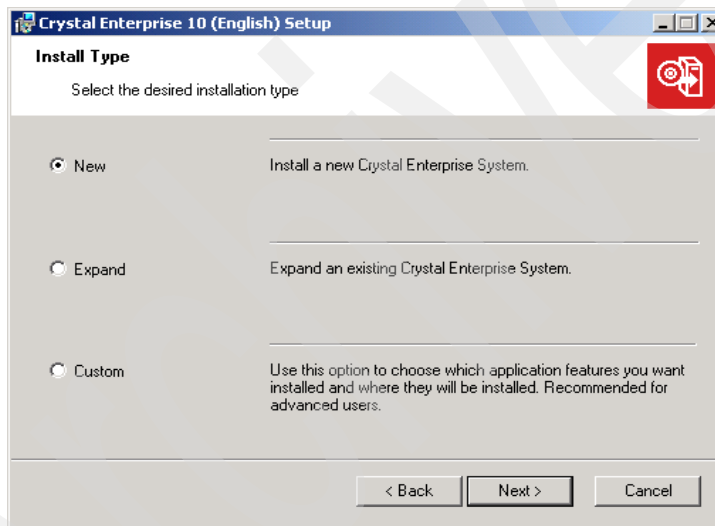 Crystal Enterprise 10 (English) Setup
Install Type
Select the desired installation type
New
Install a new Crystal Enterprise System.
Expand
Expand an existing Crystal Enterprise System.
Custom
Use this option to choose which application features you want
installed and where they will be installed. Recommended for
advanced users.
< Back
Next >
Cancel